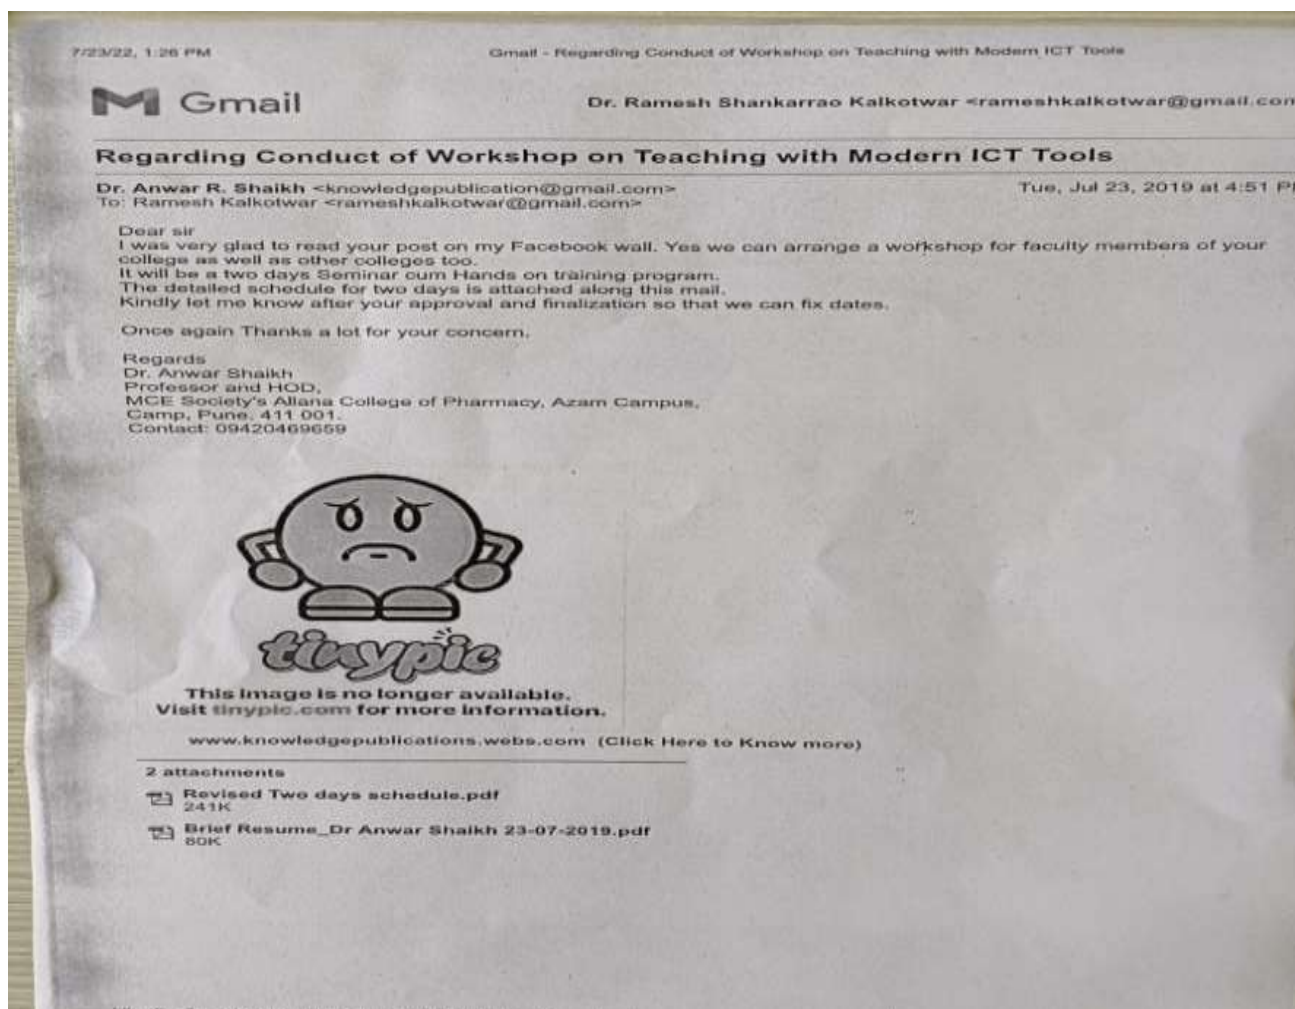 7/23/22, 1:26 PM Gmail - Regarding Conduct of Workshop on Teaching with Modern ICT Tools
Gmail Dr. Ramesh Shankarrao Kalkotwar <rameshkalkotwar@gmail.com
Regarding Conduct of Workshop on Teaching with Modern ICT Tools
Dr. Anwar R. Shaikh <knowledgepublication@gmail.com> Tue, Jul 23, 2019 at 4:51 P
To: Ramesh Kalkotwar <rameshkalkotwar@gmail.com>
Dear sir
I was very glad to read your post on my Facebook wall. Yes we can arrange a workshop for faculty members of your
college as well as other colleges too.
It will be a two days Seminar cum Hands on training program.
The detailed schedule for two days is attached along this mail.
Kindly let me know after your approval and finalization so that we can fix dates.
Once again Thanks a lot for your concern.
Regards
Dr. Anwar Shaikh
Professor and HOD,
MCE Society's Allana College of Pharmacy, Azam Campus,
Camp, Pune. 411 001.
Contact: 09420469659
tinypic
This image is no longer available.
Visit tinypic.com for more information.
www.knowledgepublications.webs.com (Click Here to Know more)
2 attachments
Revised Two days schedule.pdf
241K
Brief Resume_Dr Anwar Shaikh 23-07-2019.pdf
80K